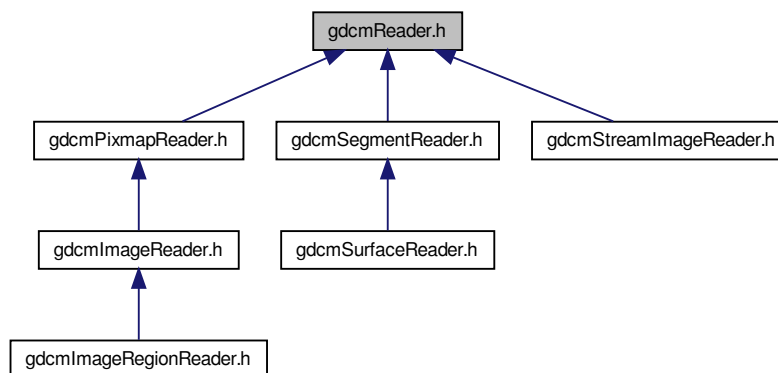 gdcmReader.h
gdcmPixmapReader.h
gdcmSegmentReader.h
gdcmStreamImageReader.h
gdcmImageReader.h
gdcmSurfaceReader.h
gdcmImageRegionReader.h